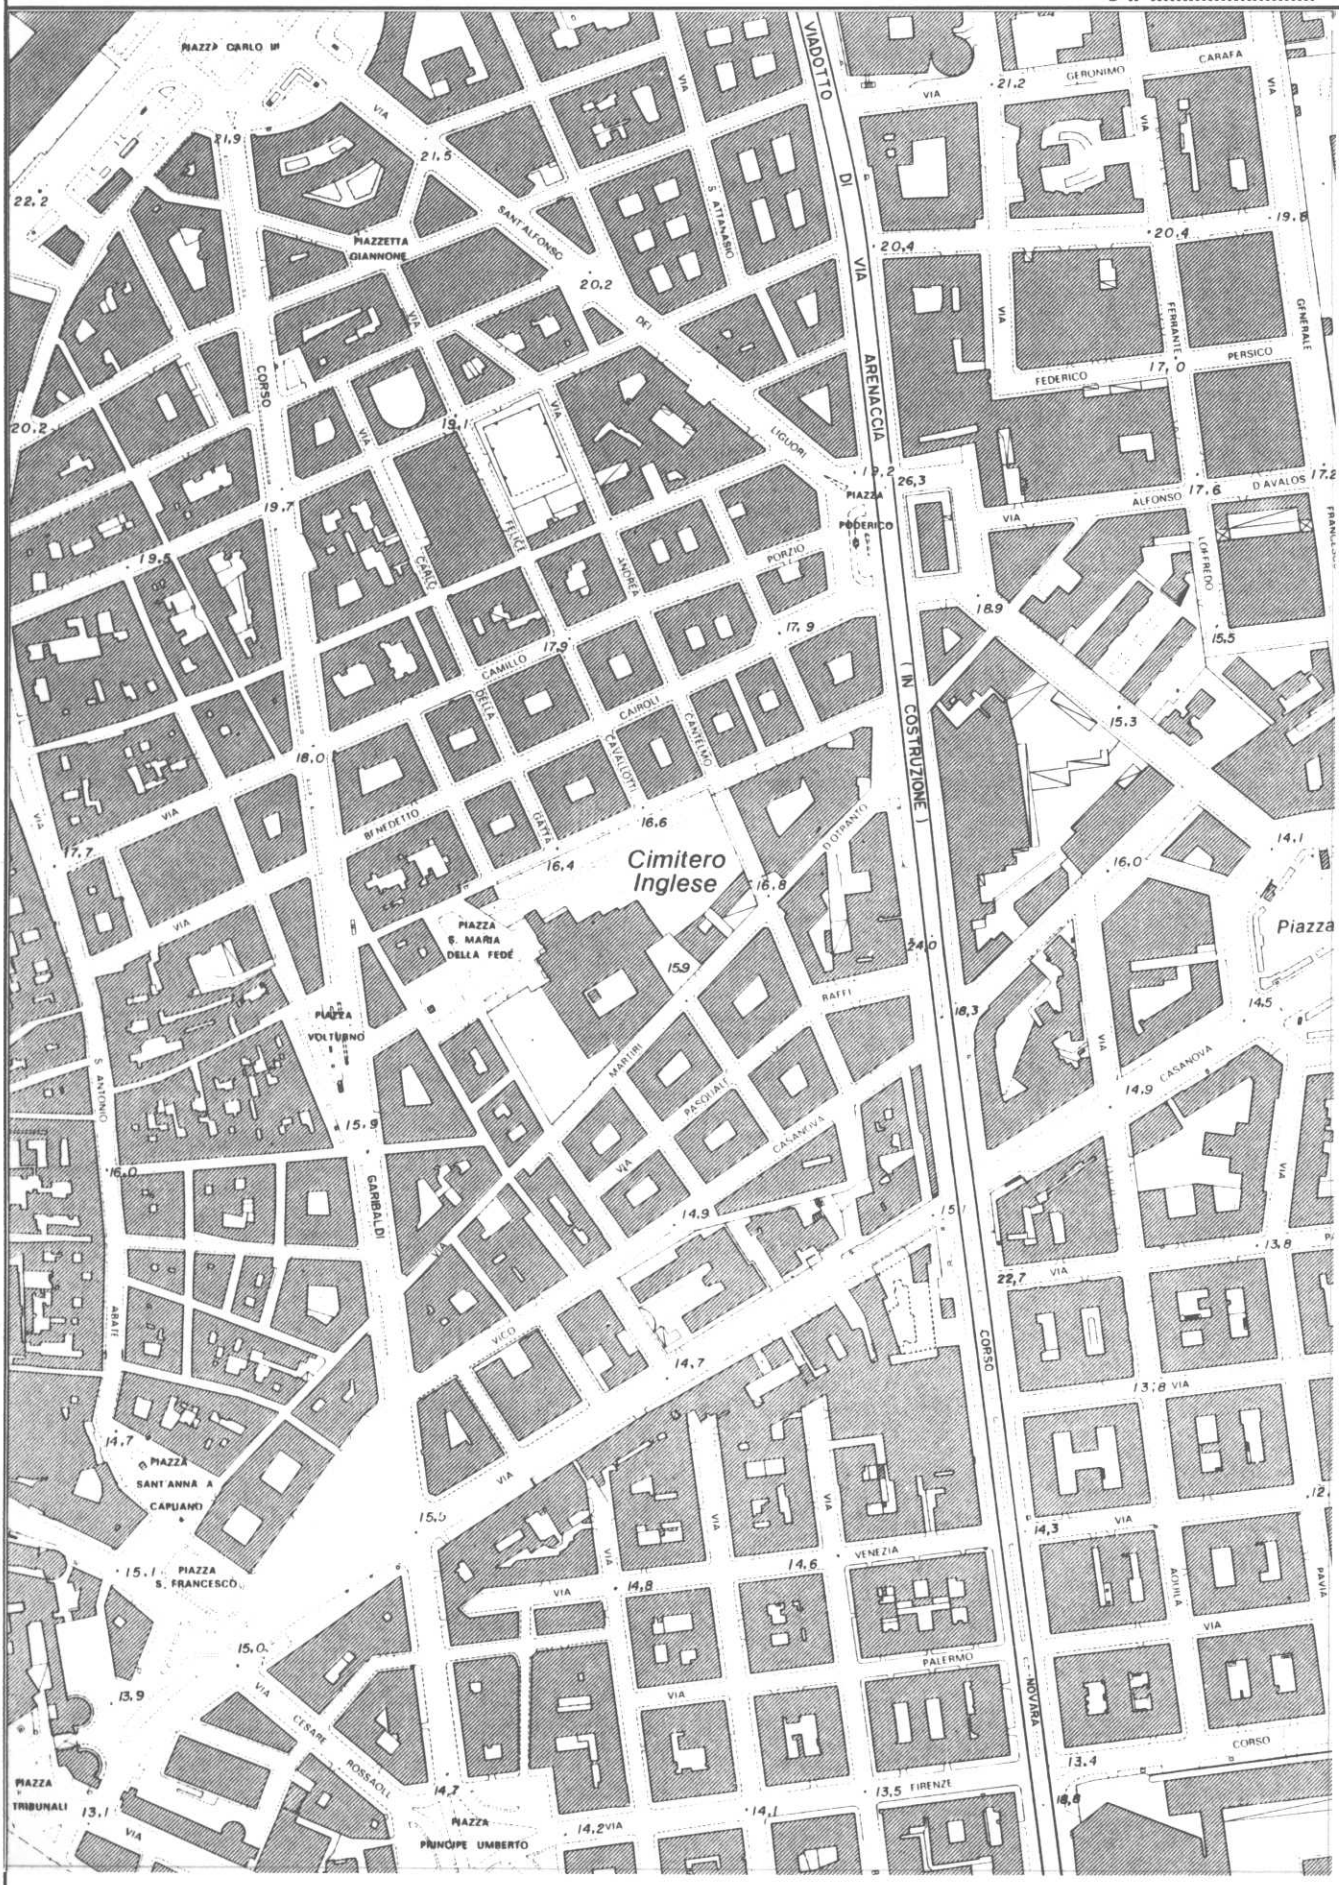 PIAZZA CARLO III
VIADOTTO
VIA
GERONIMO
CARAFA
VIA
21.2
VIA
VIA
VIA
21.9
21.5
DI
22.2
S. ATTANASIO
SANT'ALFONSO
19.8
PIAZZETTA
GIANNONE
20.4
20.4
VIA
20.2
VIA
DEI
VIA
FERRANTE
GENERALE
ARENACCIA
CORSO
PERSICO
FEDERICO
17.0
20.2
VIA
19.1
VIA
LIGUORI
19.2
26,3
17.6
D AVALOS
17.2
ALFONSO
PIAZZA
PODERICO
VIA
19.7
FELICE
PORZIO
LOFFREDO
19.5
CARLO
ANDREA
18.9
17.9
15.5
17.9
CAMILLO
DELLA
CAIROLI
CANTELMO
CAVALLOTTI
( IN COSTRUZIONE )
15.3
18.0
VIA
VIA
BENEDETTO
GATTA
16.6
D'OTRANTO
17.7
16,4
Cimitero
Inglese
14.1
16.0
16.8
VIA
PIAZZA
S. MARIA
DELLA FEDE
24.0
Piazza
15.9
RAFFI
14.5
18,3
PIAZZA
VOLTURNO
VIA
MARTIRI
CASANOVA
S. ANTONIO
PASQUALE
14.9
15.9
CASANOVA
16.0
VIA
VIA
GARIBALDI
14.9
15.1
VIA
13.8
22,7
VIA
ABATE
VICO
CORSO
14,7
13.8 VIA
14.7
PIAZZA
SANT'ANNA A
CAPUANO
VIA
VIA
VIA
14,3
VIA
VIA
VENEZIA
14.6
15.1
PIAZZA
S. FRANCESCO
VIA
14,8
AQUILA
PAVIA
VIA
15.0
PALERMO
VIA
13.9
VIA
CESARE
ROSSAOLL
NOVARA
CORSO
13.4
PIAZZA
TRIBUNALI
14,7
13.5
FIRENZE
18,8
13.1
VIA
PIAZZA
PRINCIPE UMBERTO
14.2 VIA
14.1